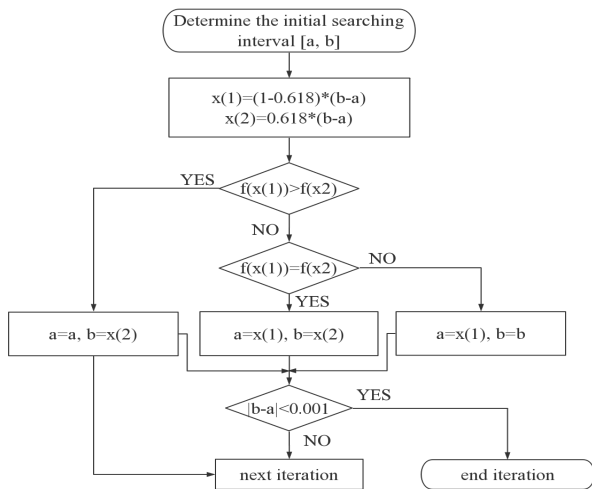 Determine the initial searching
interval [a, b]
x(1)=(1-0.618)*(b-a)
x(2)=0.618*(b-a)
YES
f(x(1))>f(x2)
NO
f(x(1))=f(x2)
NO
YES
a=a, b=x(2)
a=x(1), b=x(2)
a=x(1), b=b
|b-a|<0.001
YES
NO
next iteration
end iteration